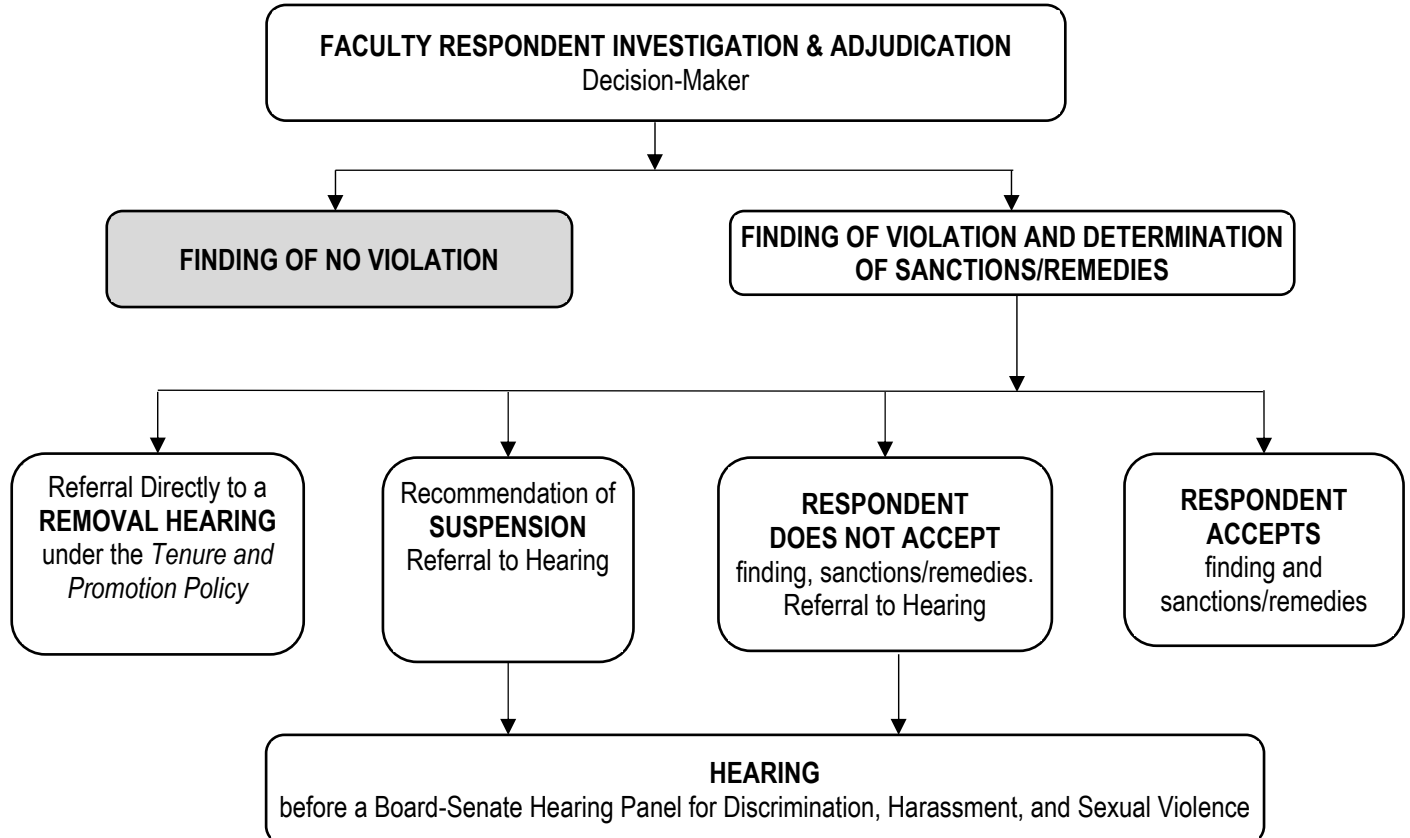 FACULTY RESPONDENT INVESTIGATION & ADJUDICATION
Decision-Maker
FINDING OF NO VIOLATION
FINDING OF VIOLATION AND DETERMINATION
OF SANCTIONS/REMEDIES
Referral Directly to a
REMOVAL HEARING
under the Tenure and
Promotion Policy
Recommendation of
SUSPENSION
Referral to Hearing
RESPONDENT
DOES NOT ACCEPT
finding, sanctions/remedies.
Referral to Hearing
RESPONDENT
ACCEPTS
finding and
sanctions/remedies
HEARING
before a Board-Senate Hearing Panel for Discrimination, Harassment, and Sexual Violence